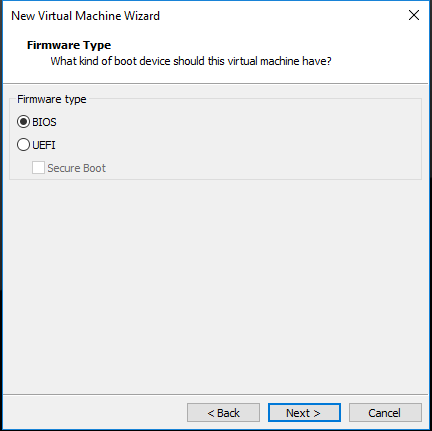 New Virtual Machine Wizard
Firmware Type
What kind of boot device should this virtual machine have?
Firmware type
BIOS
UEFI
Secure Boot
< Back Next > Cancel